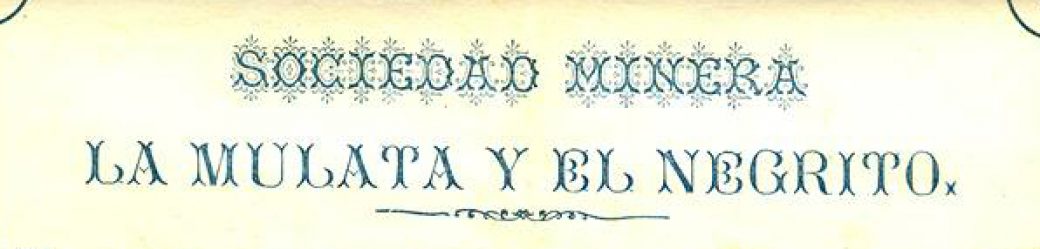 SOCIEDAD MINERA
LA MULATA Y EL NEGRITO.